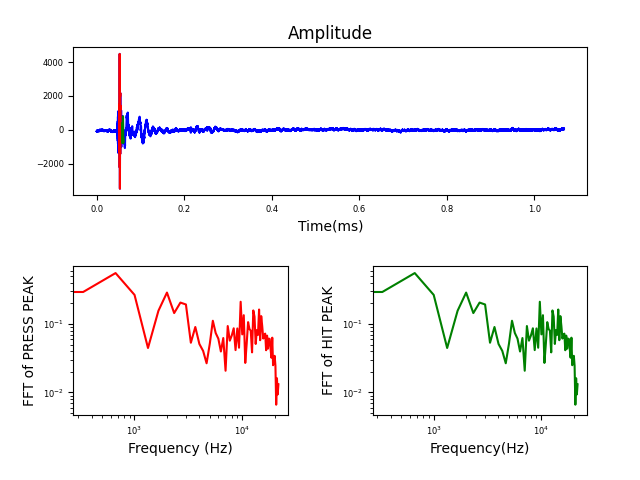 Amplitude
4000
2000
0
−2000
0.0 0.2 0.4 0.6 0.8 1.0
Time(ms)
FFT of PRESS PEAK
10⁻¹
10⁻²
10³ 10⁴
Frequency (Hz)
FFT of HIT PEAK
10⁻¹
10⁻²
10³ 10⁴
Frequency(Hz)